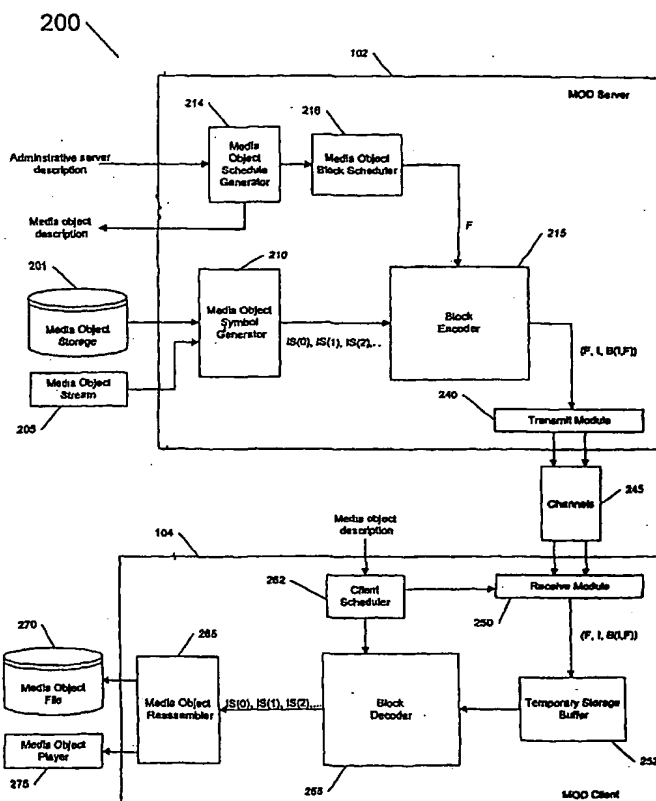 200
102
MOD Server
214
216
Media
Object
Schedule
Generator
Media Object
Block Scheduler
Adminstrative server
description
Media object
description
F
201
210
215
Media Object
Storage
Media Object
Symbol
Generator
IS(0), IS(1), IS(2),..
Block
Encoder
Media Object
Stream
205
(F, I, B(I,F))
240
Transmit Module
Channels
245
Media object
description
104
262
Client
Scheduler
Receive Module
250
270
265
(F, I, B(I,F))
Media Object
File
Media Object
Reassembler
IS(0), IS(1), IS(2),...
Block
Decoder
Temporary Storage
Buffer
Media Object
Player
275
253
MOD Client